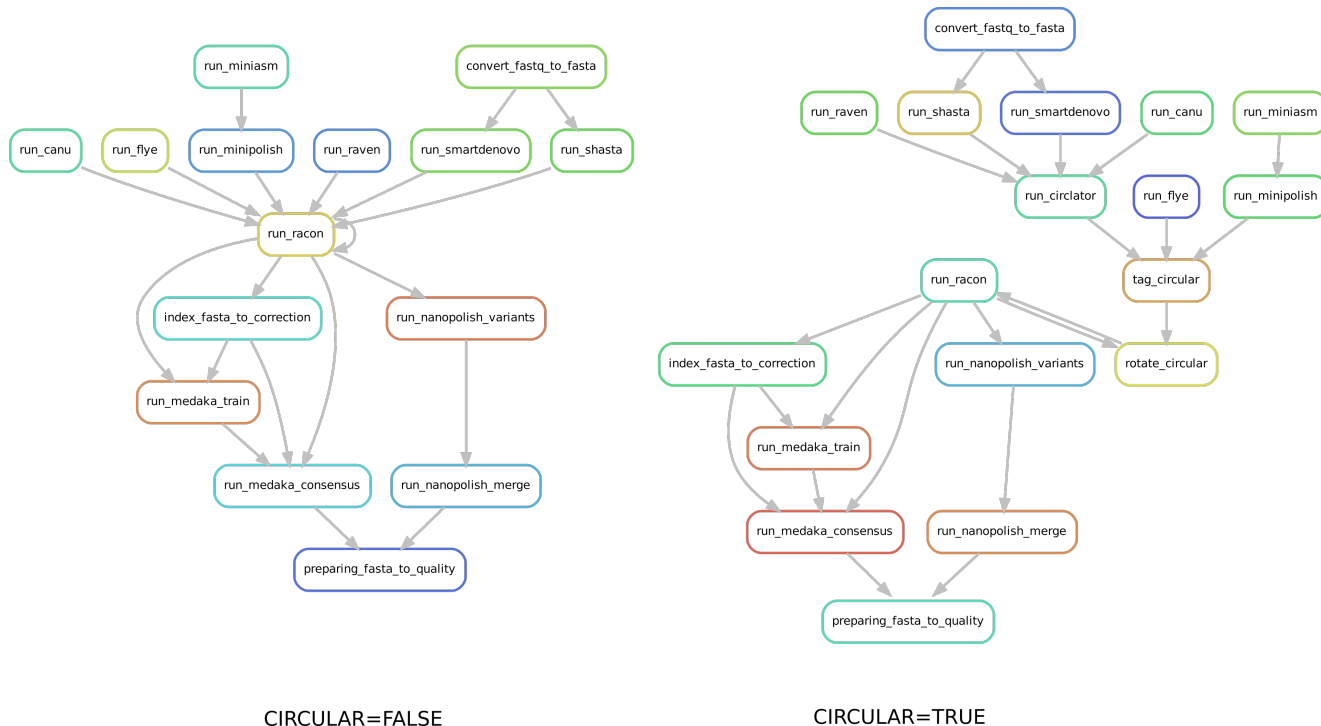 run_miniasm
convert_fastq_to_fasta
run_canu
run_flye
run_minipolish
run_raven
run_smartdenovo
run_shasta
run_racon
index_fasta_to_correction
run_nanopolish_variants
run_medaka_train
run_medaka_consensus
run_nanopolish_merge
preparing_fasta_to_quality
CIRCULAR=FALSE
convert_fastq_to_fasta
run_raven
run_shasta
run_smartdenovo
run_canu
run_miniasm
run_circlator
run_flye
run_minipolish
run_racon
tag_circular
index_fasta_to_correction
run_nanopolish_variants
rotate_circular
run_medaka_train
run_medaka_consensus
run_nanopolish_merge
preparing_fasta_to_quality
CIRCULAR=TRUE